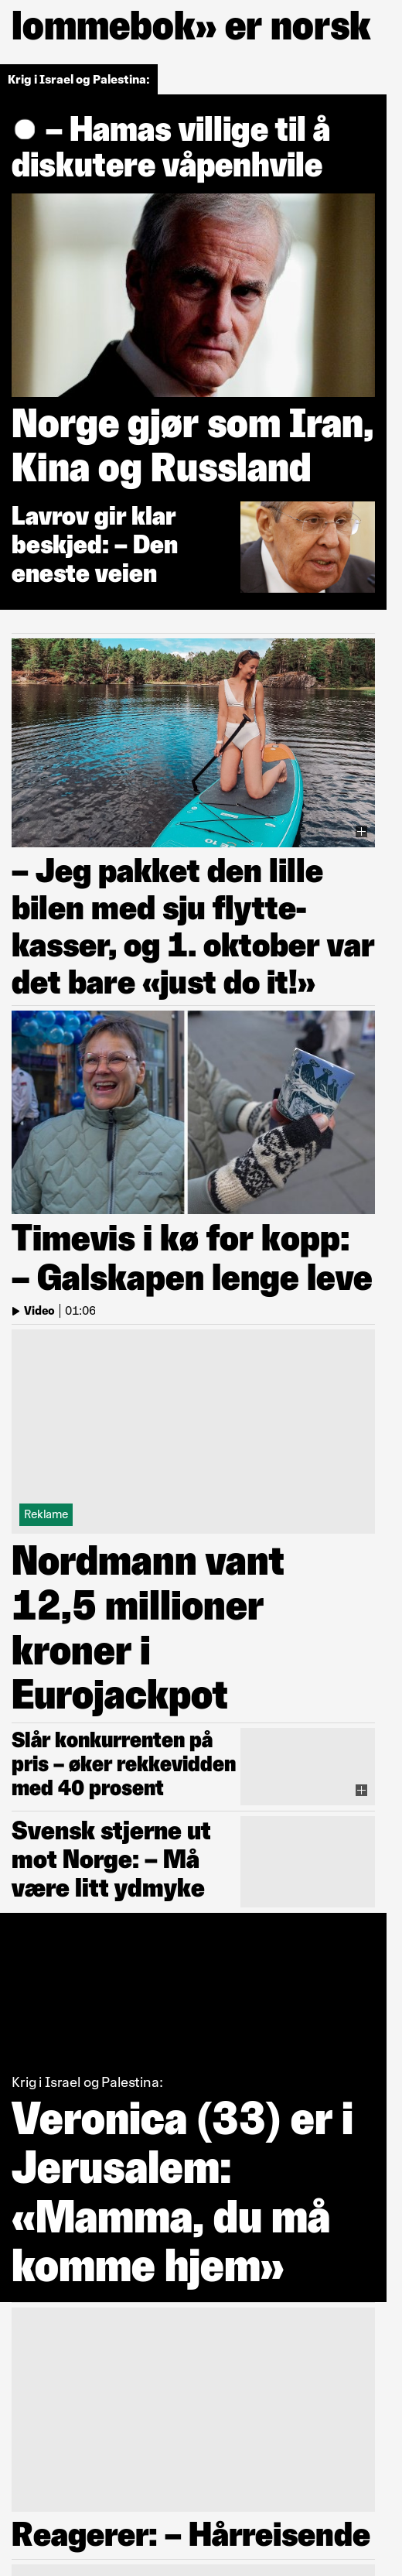 lommebok» er norsk
Krig i Israel og Palestina:
– Hamas villige til å
diskutere våpenhvile
Norge gjør som Iran,
Kina og Russland
Lavrov gir klar
beskjed: – Den
eneste veien
– Jeg pakket den lille
bilen med sju flytte-
kasser, og 1. oktober var
det bare «just do it!»
Timevis i kø for kopp:
– Galskapen lenge leve
Video | 01:06
Reklame
Nordmann vant
12,5 millioner
kroner i
Eurojackpot
Slår konkurrenten på
pris – øker rekkevidden
med 40 prosent
Svensk stjerne ut
mot Norge: – Må
være litt ydmyke
Krig i Israel og Palestina:
Veronica (33) er i
Jerusalem:
«Mamma, du må
komme hjem»
Reagerer: – Hårreisende